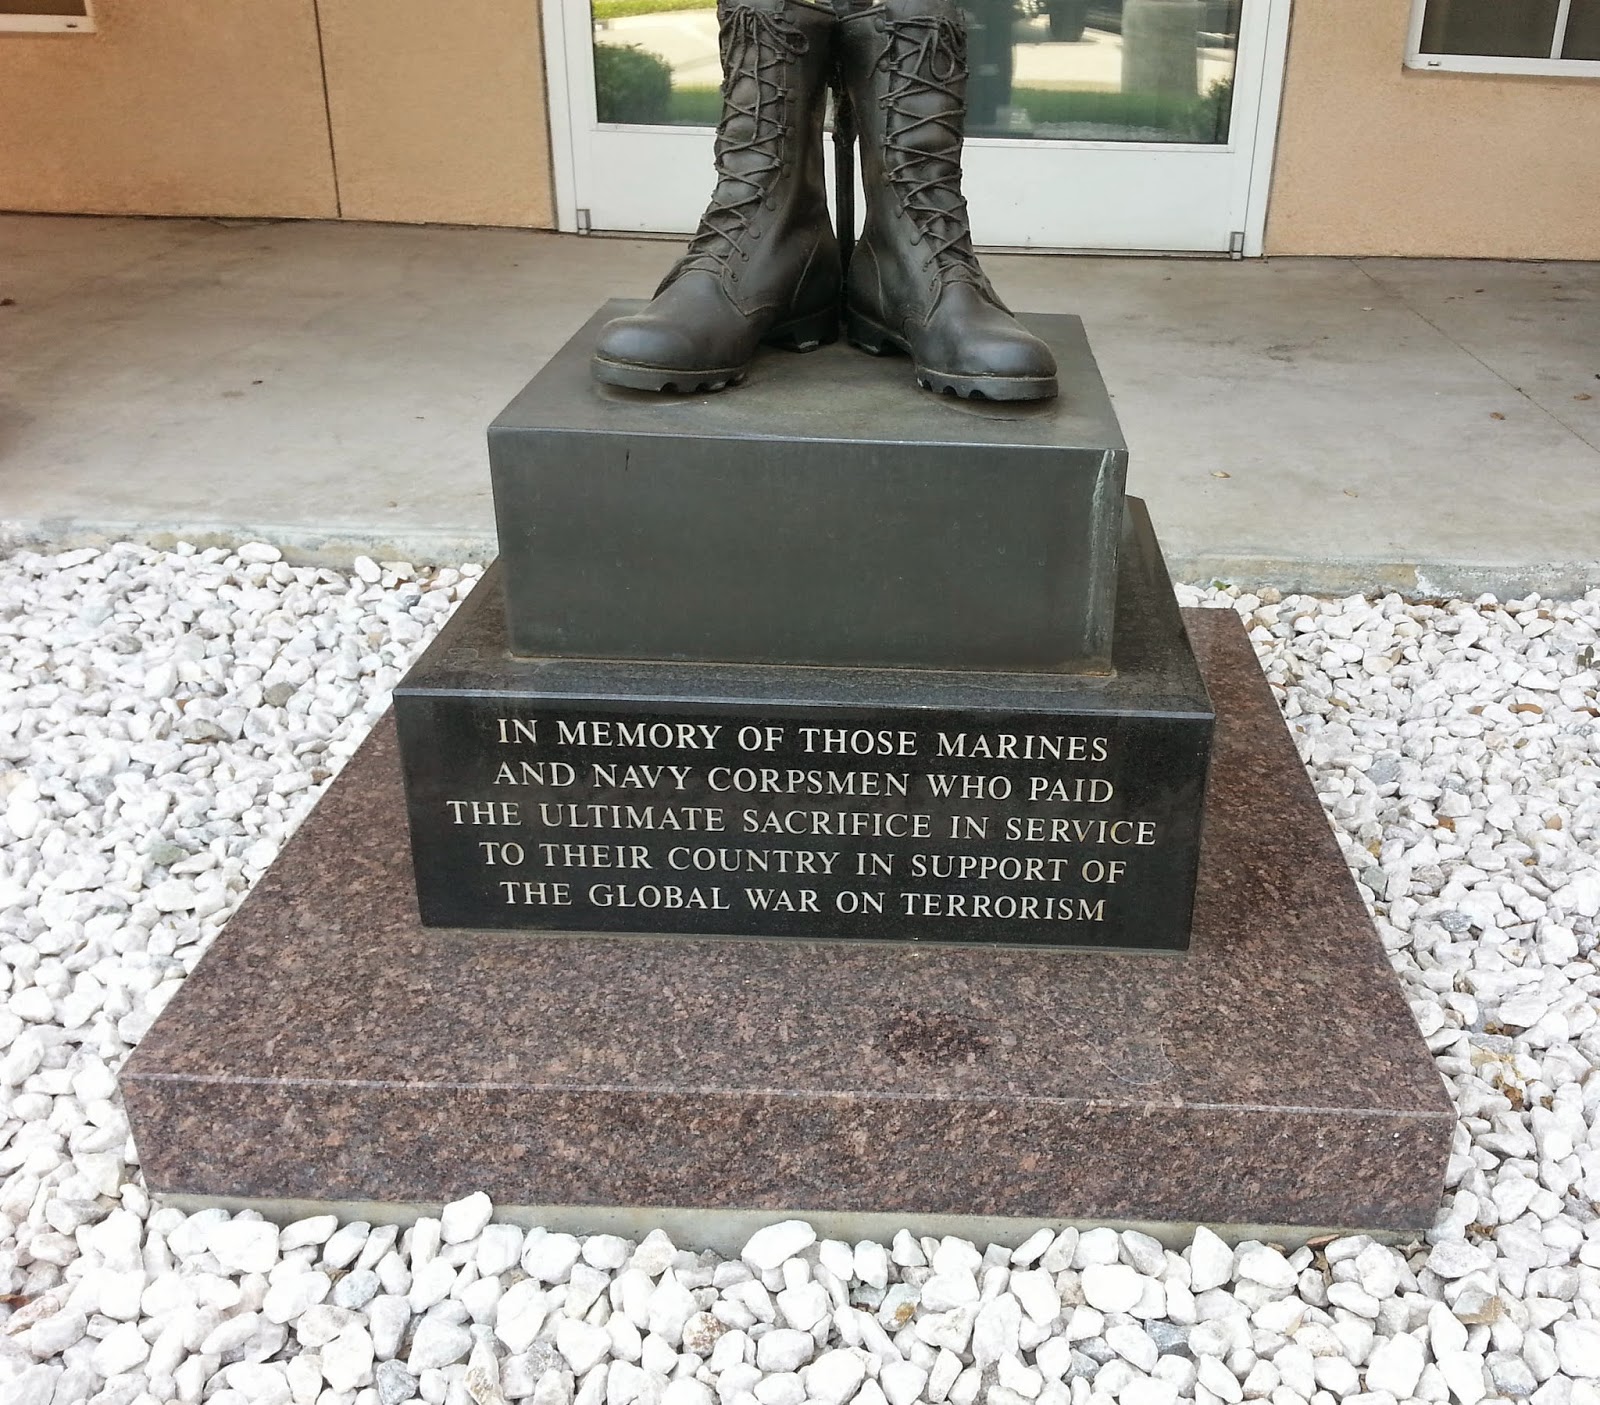 IN MEMORY OF THOSE MARINES
AND NAVY CORPSMEN WHO PAID
THE ULTIMATE SACRIFICE IN SERVICE
TO THEIR COUNTRY IN SUPPORT OF
THE GLOBAL WAR ON TERRORISM